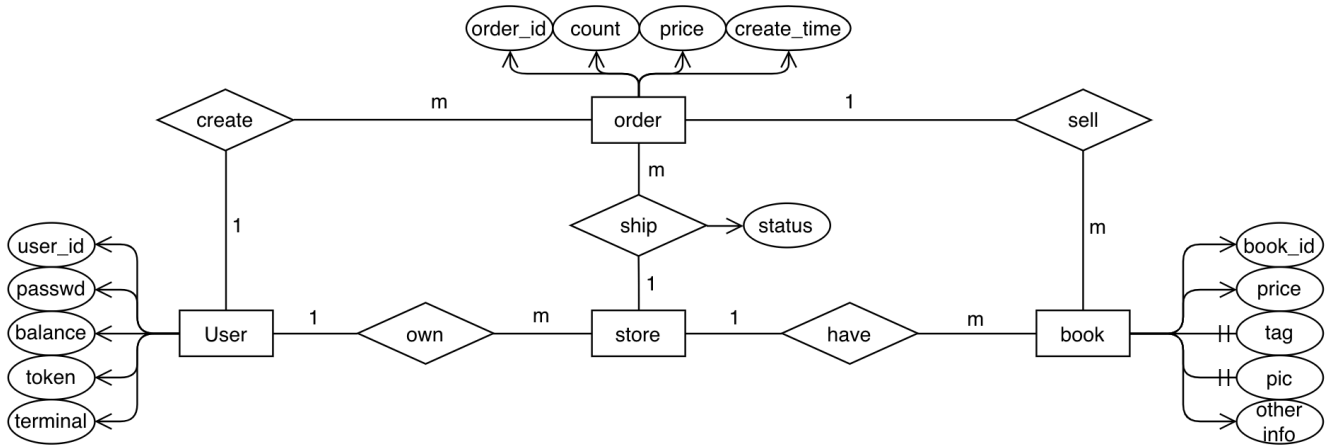 order_id count price create_time
create m order 1 sell
m
1 ship status m
user_id book_id
passwd 1 price
balance User 1 own m store 1 have m book tag
token pic
terminal other
info